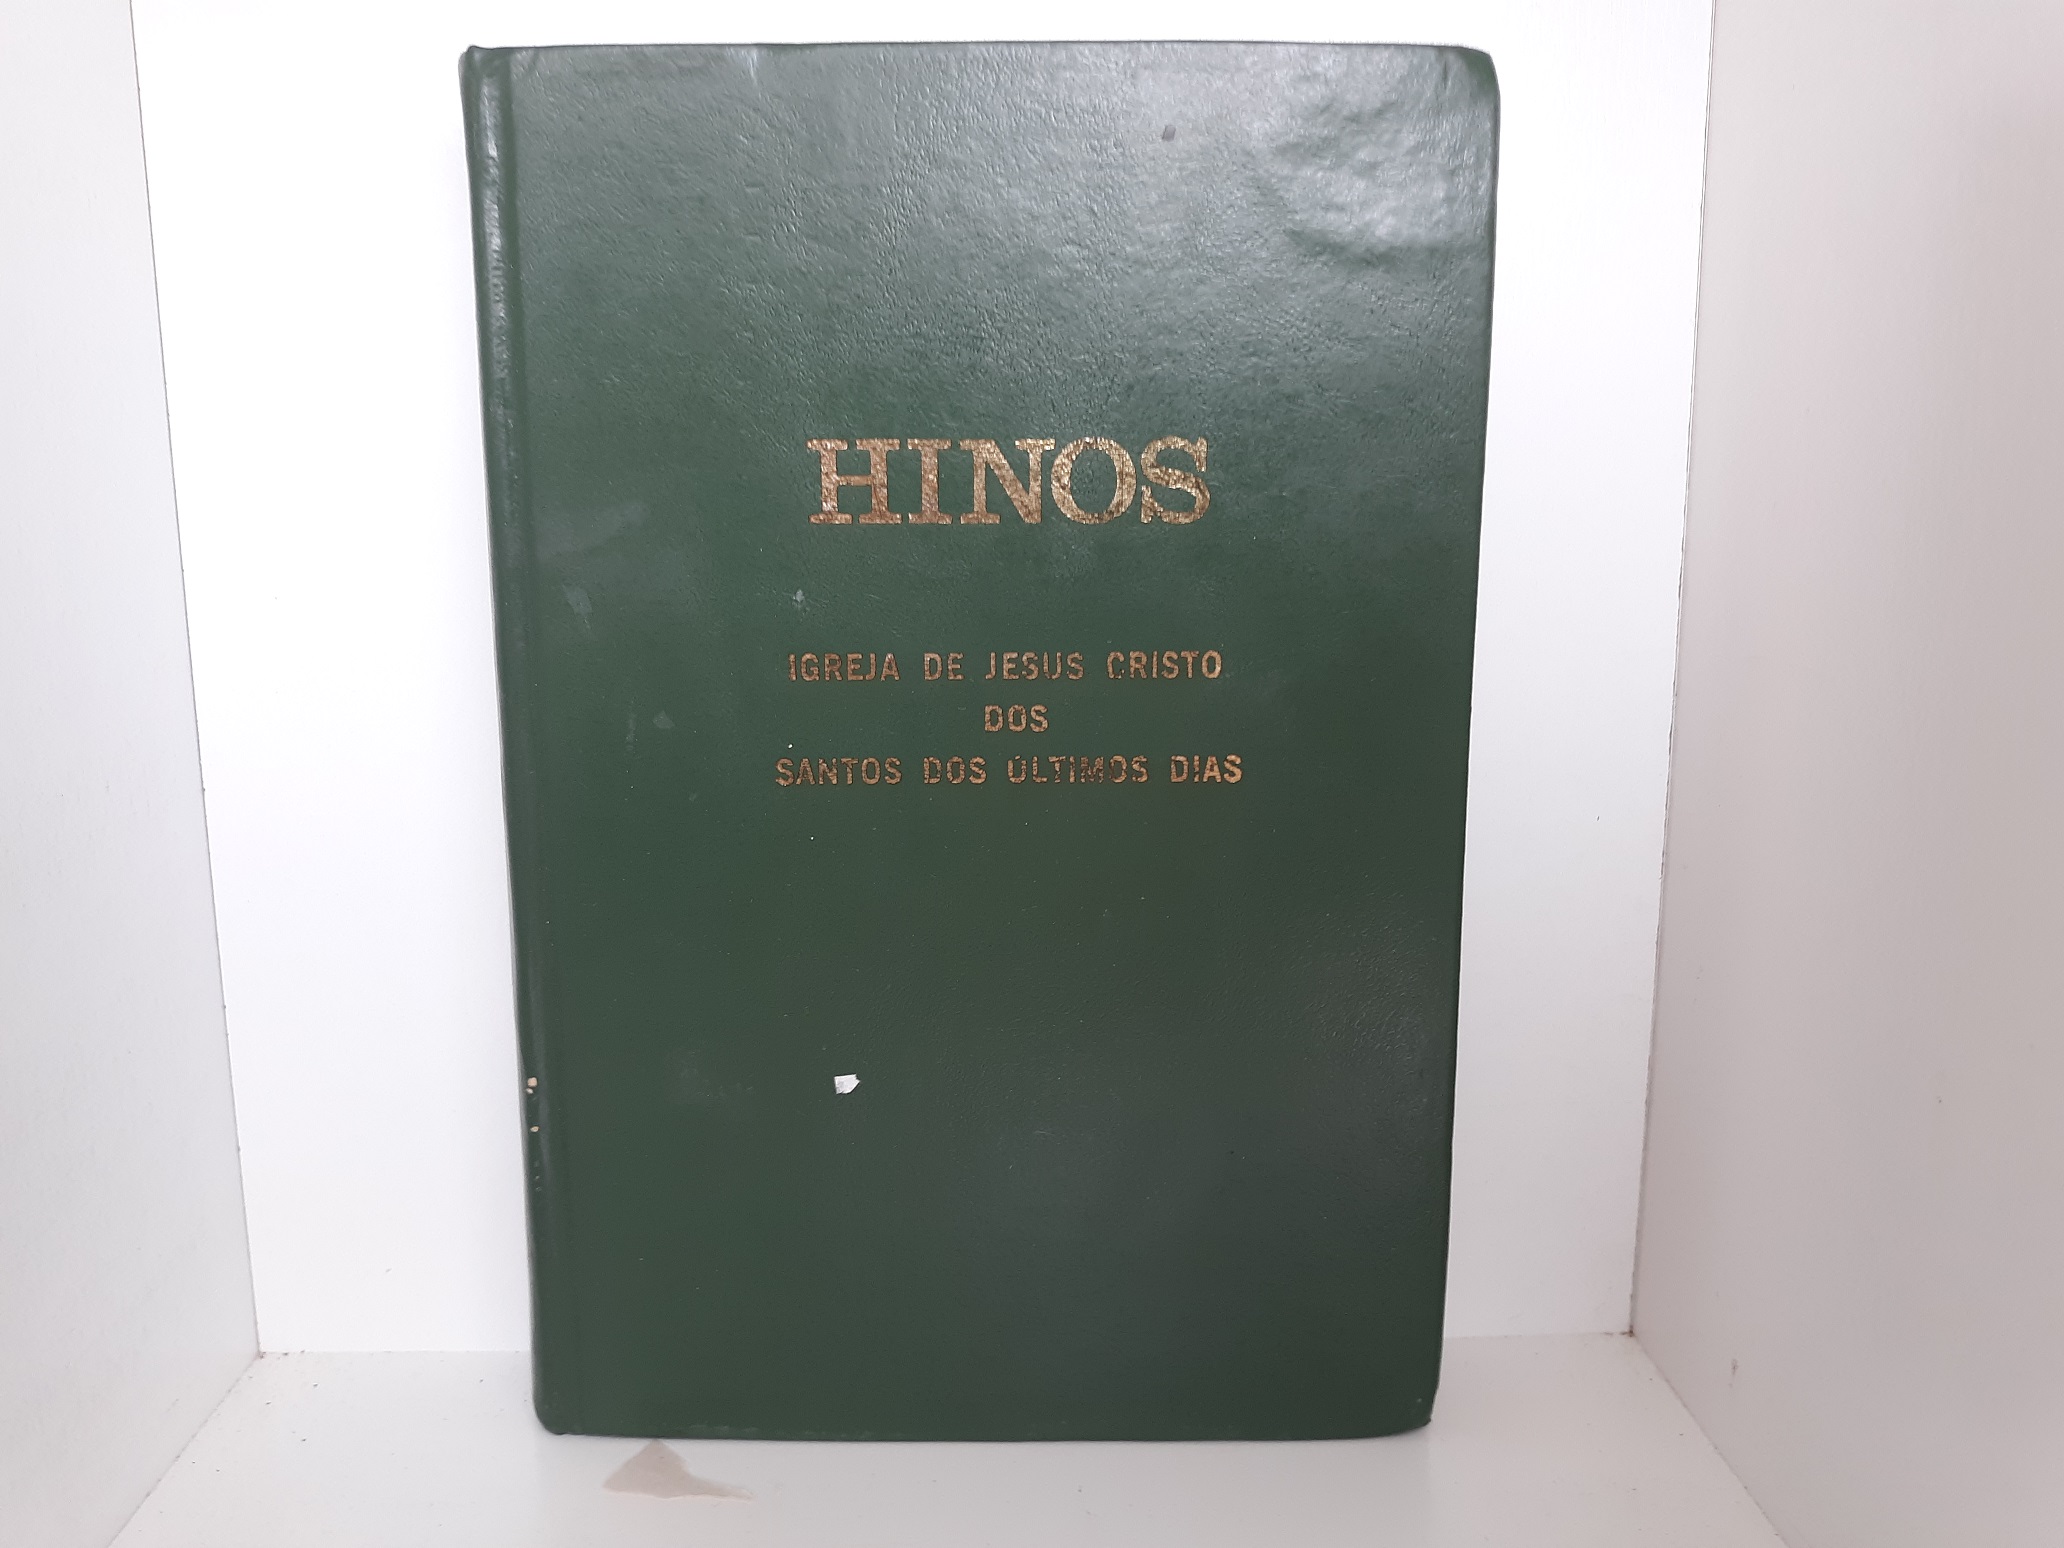 HINOS
IGREJA DE JESUS CRISTO
DOS
SANTOS DOS ÚLTIMOS DIAS